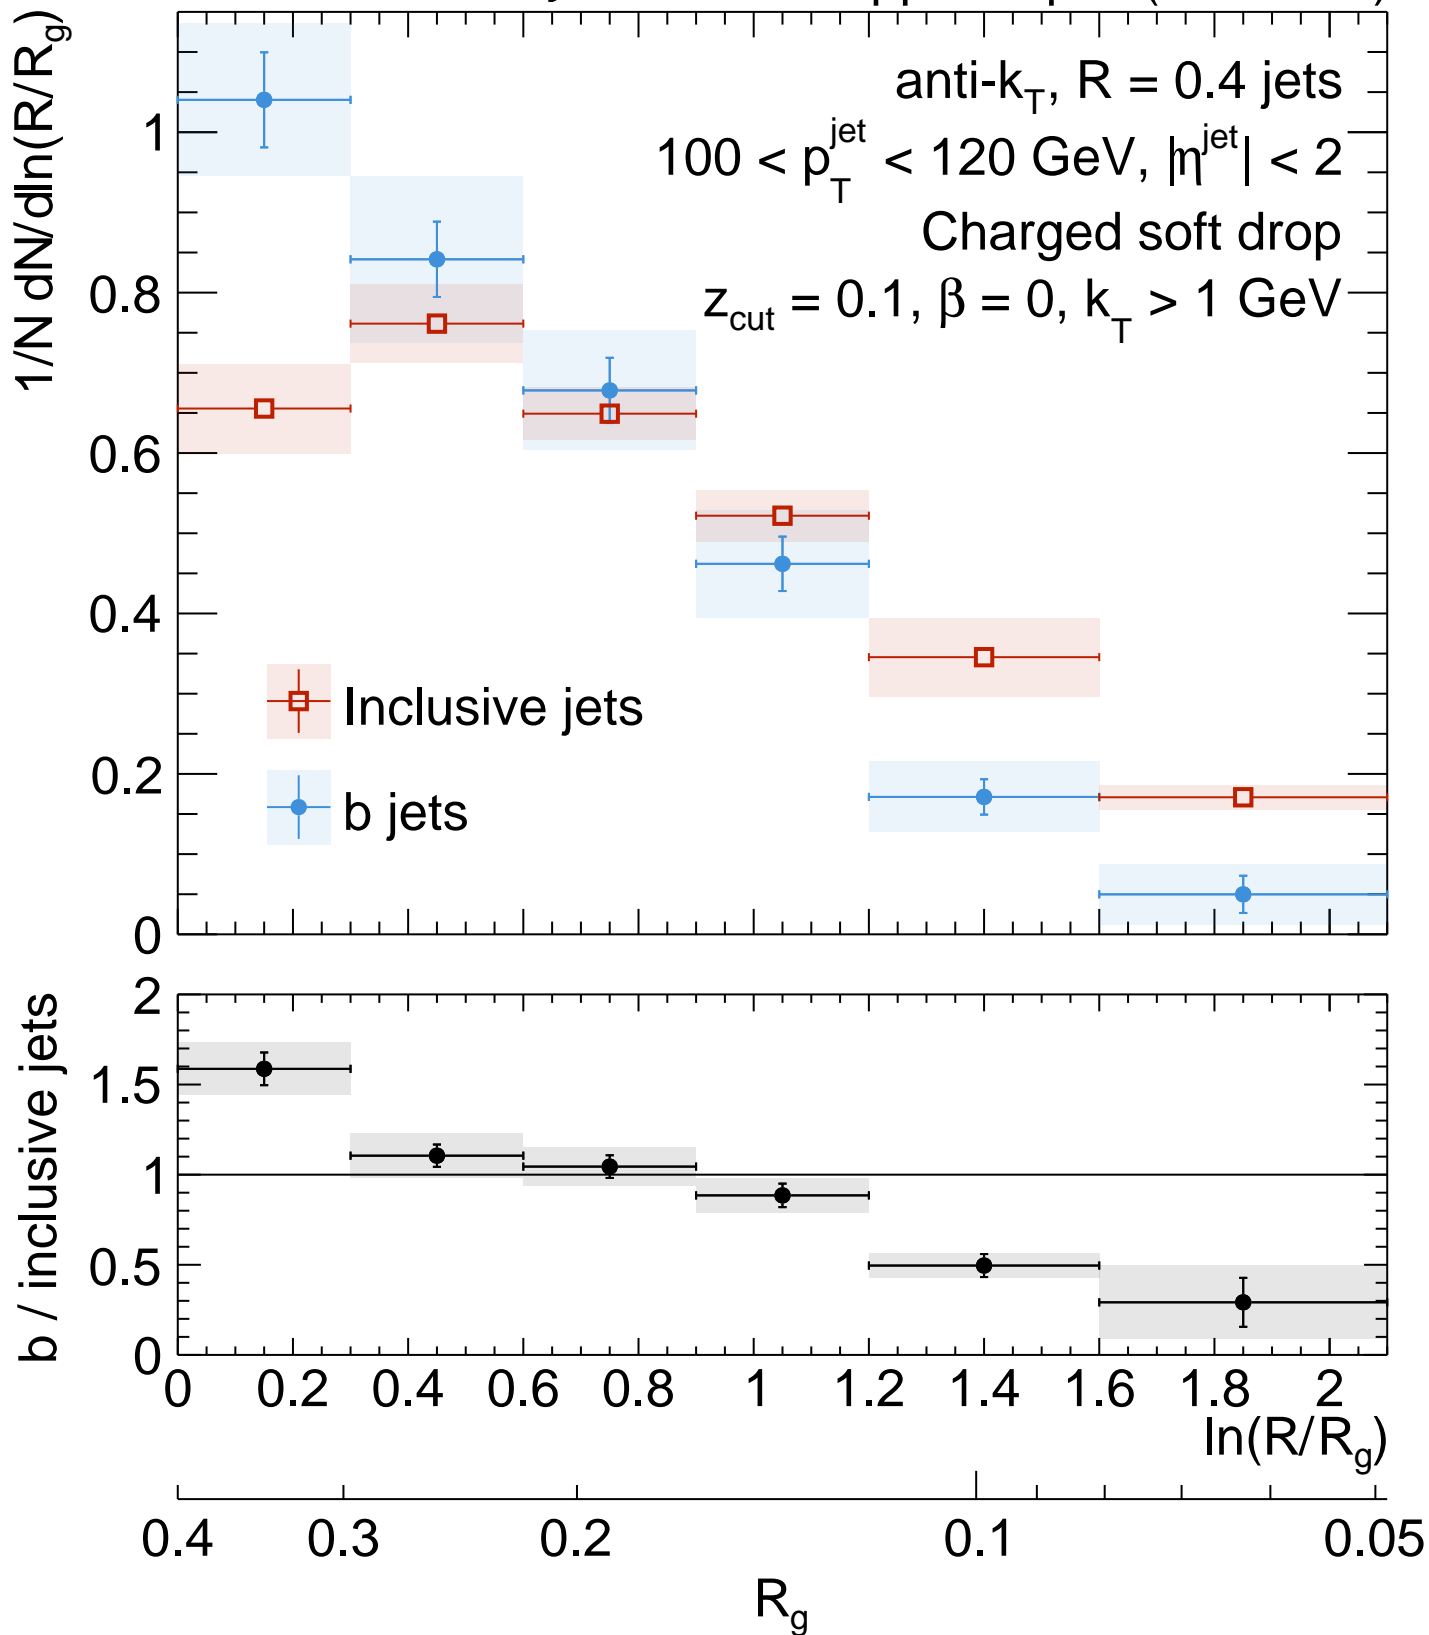 anti-k_T, R = 0.4 jets
100 < p_T^jet < 120 GeV, |η^jet| < 2
Charged soft drop
z_cut = 0.1, β = 0, k_T > 1 GeV
1/N dN/dln(R/R_g)
1
0.8
0.6
0.4
0.2
0
Inclusive jets
b jets
b / inclusive jets
2
1.5
1
0.5
0
0 0.2 0.4 0.6 0.8 1 1.2 1.4 1.6 1.8 2
ln(R/R_g)
0.4 0.3 0.2 0.1 0.05
R_g